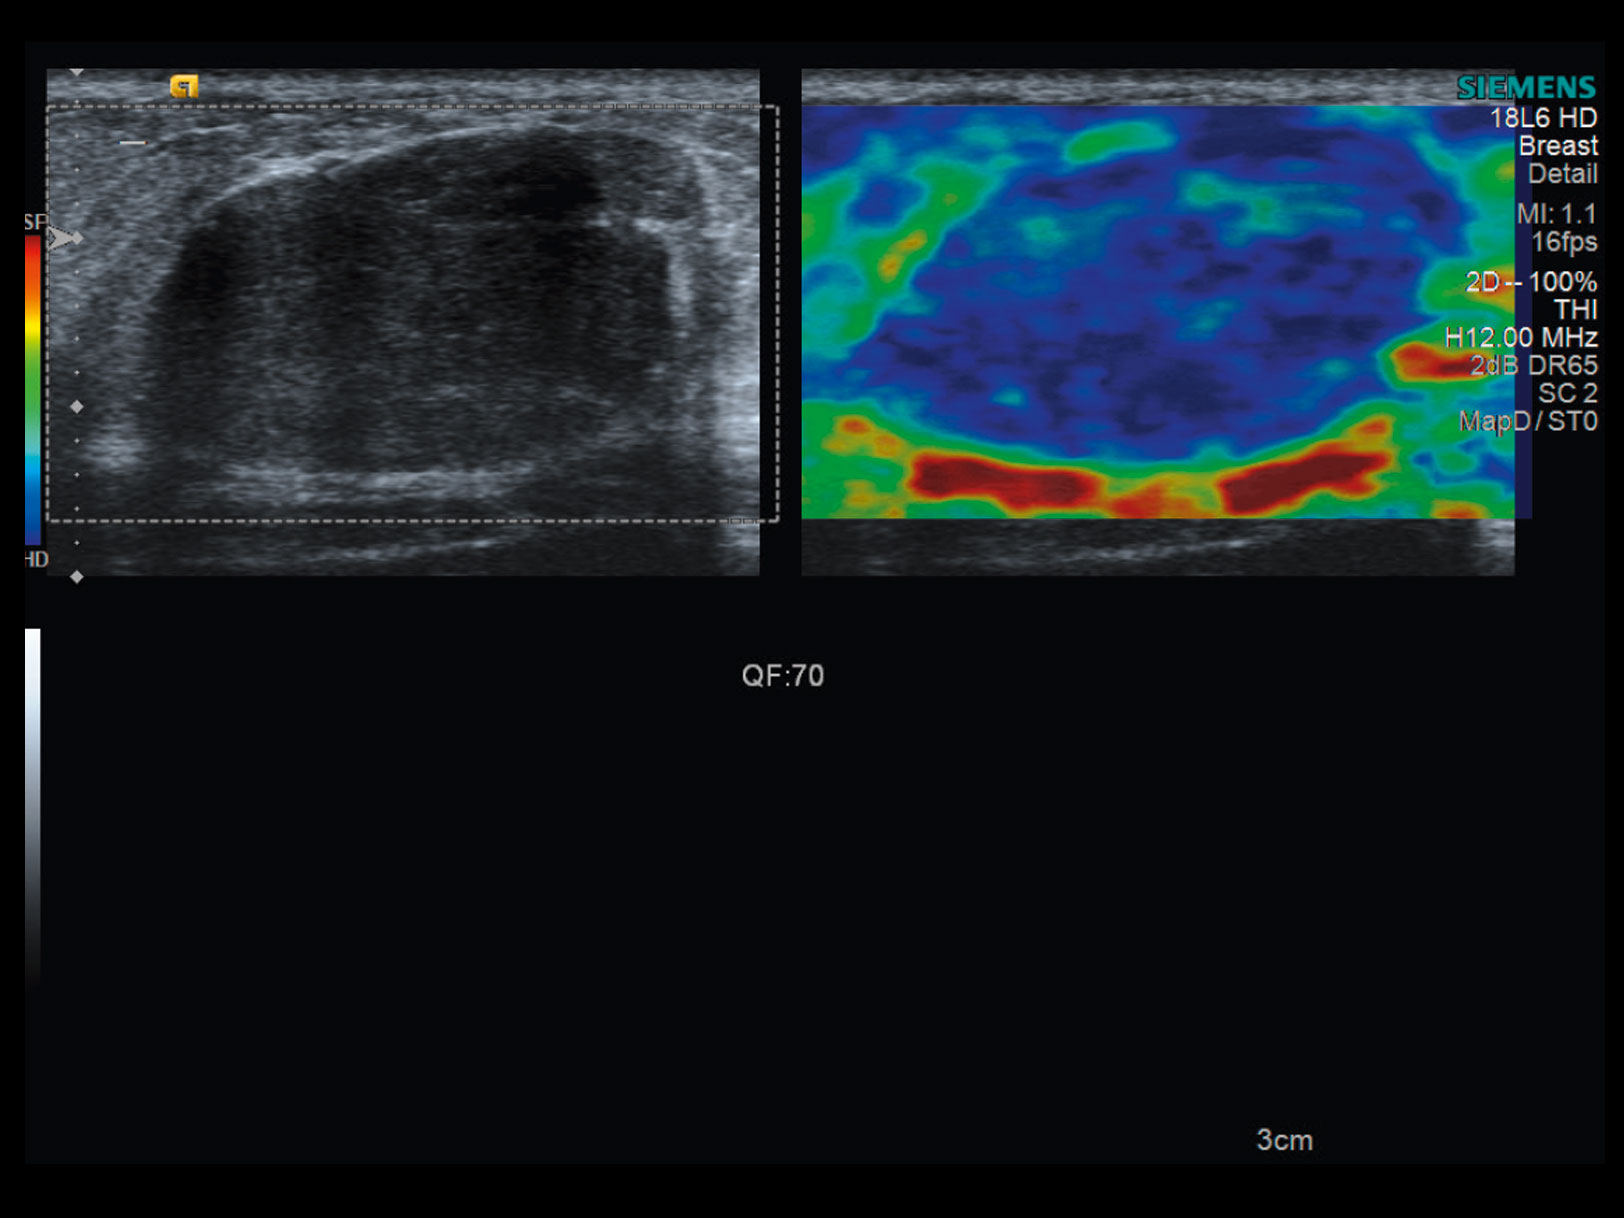 SIEMENS
18L6 HD
Breast
Detail
MI: 1.1
16fps
2D--100%
THI
H12.00 MHz
2dB DR65
SC 2
MapD/ST0
HD
QF:70
3cm